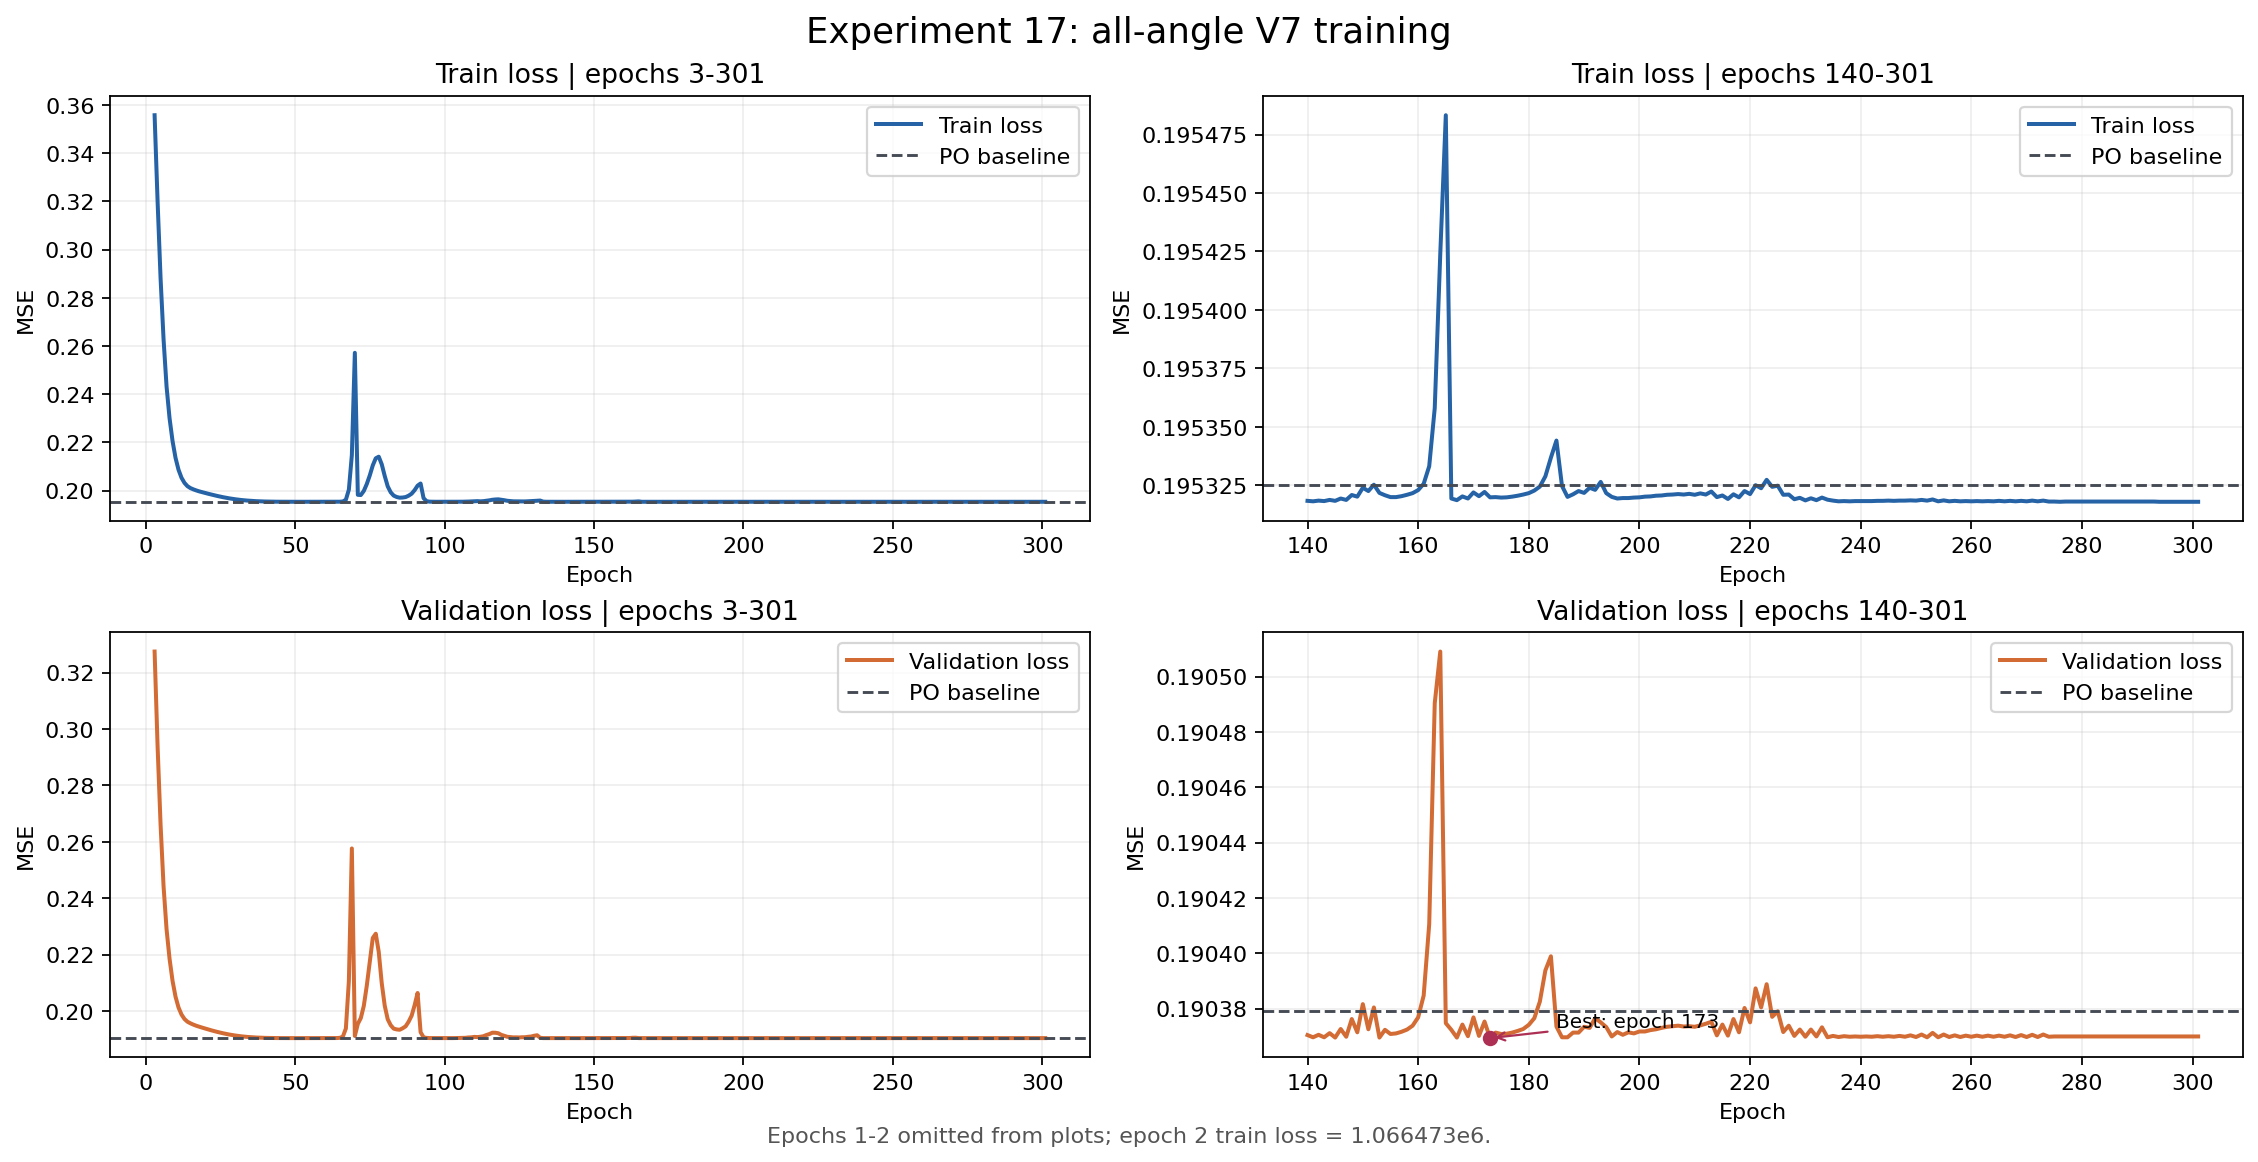 Experiment 17: all-angle V7 training
Train loss | epochs 3-301
0.36
0.34
0.32
0.30
0.28
0.26
0.24
0.22
0.20
MSE
Train loss
PO baseline
0 50 100 150 200 250 300
Epoch
Train loss | epochs 140-301
0.195475
0.195450
0.195425
0.195400
0.195375
0.195350
0.195325
MSE
Train loss
PO baseline
140 160 180 200 220 240 260 280 300
Epoch
Validation loss | epochs 3-301
0.32
0.30
0.28
0.26
0.24
0.22
0.20
MSE
Validation loss
PO baseline
0 50 100 150 200 250 300
Epoch
Validation loss | epochs 140-301
0.19050
0.19048
0.19046
0.19044
0.19042
0.19040
0.19038
MSE
Validation loss
PO baseline
Best: epoch 173
140 160 180 200 220 240 260 280 300
Epoch
Epochs 1-2 omitted from plots; epoch 2 train loss = 1.066473e6.